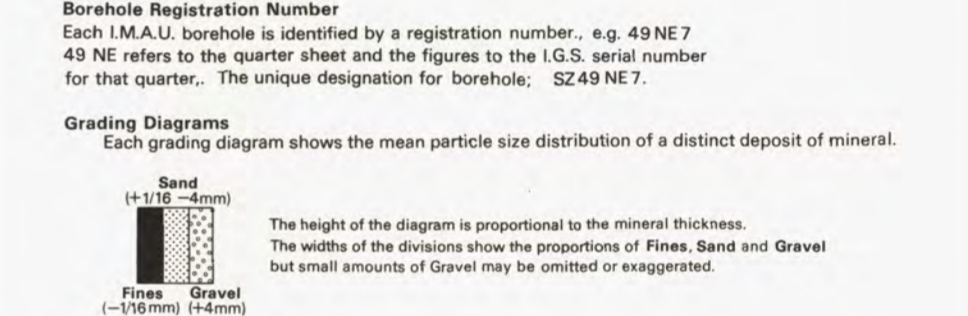 Borehole Registration Number
Each I.M.A.U. borehole is identified by a registration number., e.g. 49 NE 7
49 NE refers to the quarter sheet and the figures to the I.G.S. serial number
for that quarter,. The unique designation for borehole; SZ 49 NE 7.
Grading Diagrams
Each grading diagram shows the mean particle size distribution of a distinct deposit of mineral.
Sand
(+1/16 −4mm)
The height of the diagram is proportional to the mineral thickness.
The widths of the divisions show the proportions of Fines, Sand and Gravel
but small amounts of Gravel may be omitted or exaggerated.
Fines Gravel
(−1/16 mm) (+4mm)